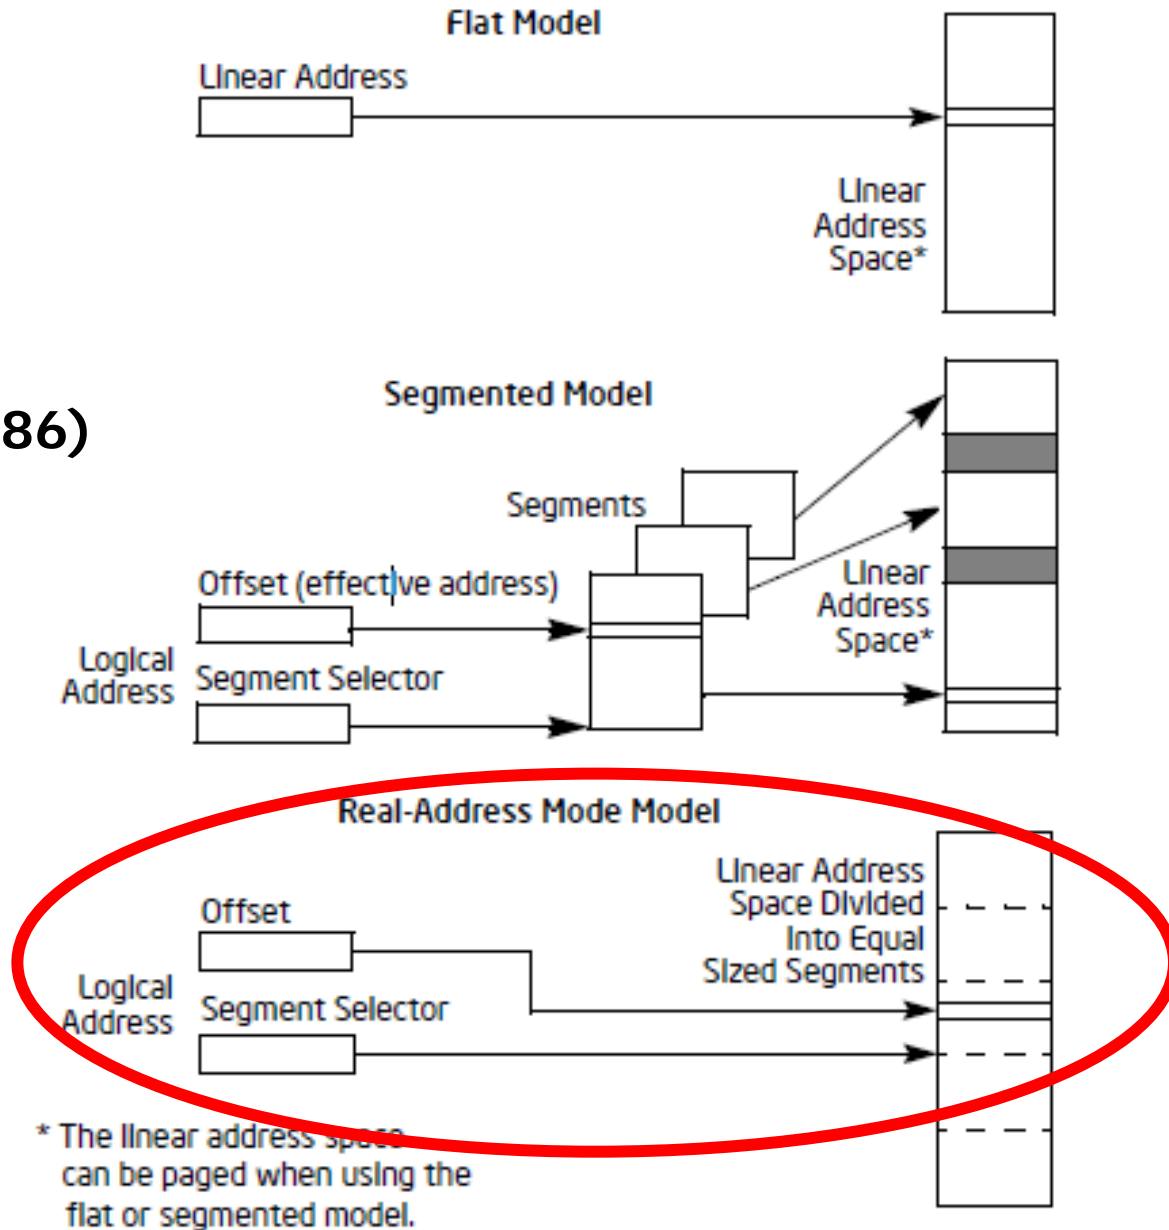 Flat Model
Linear Address
Linear
Address
Space*
Segmented Model
86)
Segments
Offset (effective address)
Linear
Address
Space*
Logical
Address
Segment Selector
Real-Address Mode Model
Linear Address
Space Divided
Into Equal
Sized Segments
Offset
Logical
Address
Segment Selector
* The linear address space
can be paged when using the
flat or segmented model.